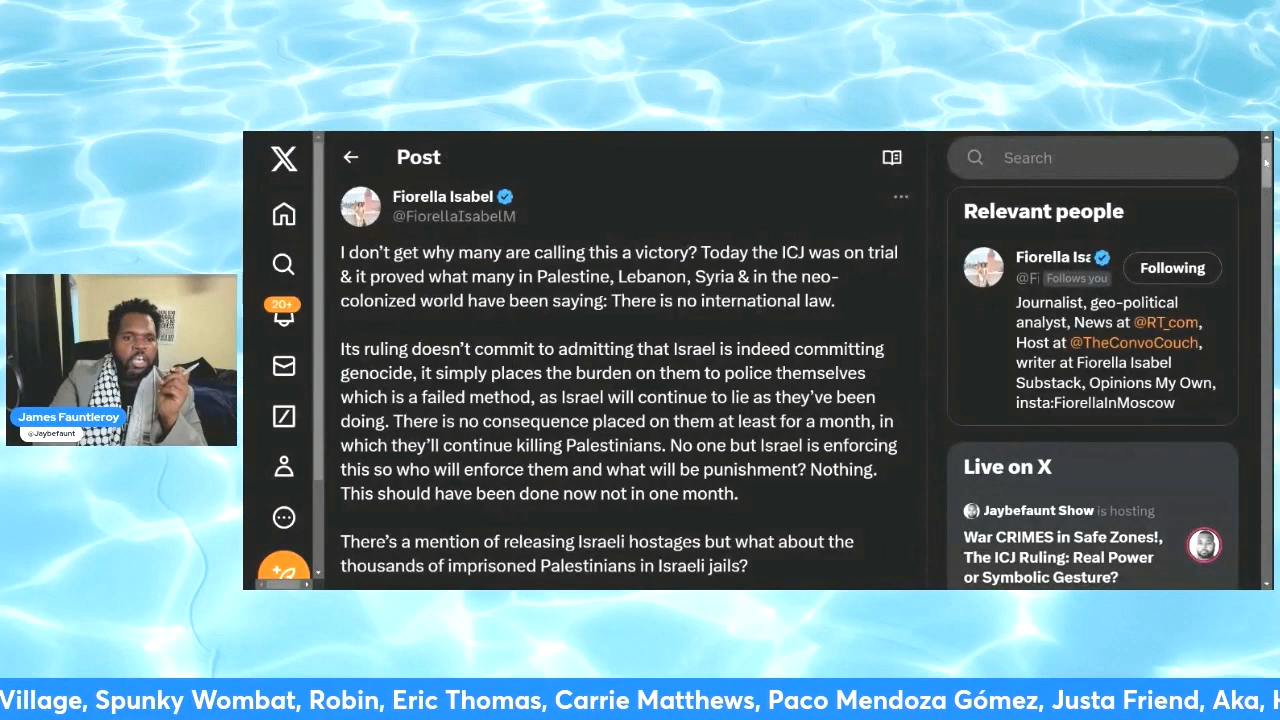 Post
Fiorella Isabel
@FiorellaIsabelM
I don't get why many are calling this a victory? Today the ICJ was on trial
& it proved what many in Palestine, Lebanon, Syria & in the neo-
colonized world have been saying: There is no international law.
Its ruling doesn't commit to admitting that Israel is indeed committing
genocide, it simply places the burden on them to police themselves
which is a failed method, as Israel will continue to lie as they've been
doing. There is no consequence placed on them at least for a month, in
which they'll continue killing Palestinians. No one but Israel is enforcing
this so who will enforce them and what will be punishment? Nothing.
This should have been done now not in one month.
There's a mention of releasing Israeli hostages but what about the
thousands of imprisoned Palestinians in Israeli jails?
20+
Search
Relevant people
Fiorella Isa
@Fi Follows you
Following
Journalist, geo-political
analyst, News at @RT_com,
Host at @TheConvoCouch,
writer at Fiorella Isabel
Substack, Opinions My Own,
insta:FiorellaInMoscow
Live on X
Jaybefaunt Show is hosting
War CRIMES in Safe Zones!,
The ICJ Ruling: Real Power
or Symbolic Gesture?
James Fauntleroy
@Jaybefaunt
Village, Spunky Wombat, Robin, Eric Thomas, Carrie Matthews, Paco Mendoza Gómez, Justa Friend, Aka,